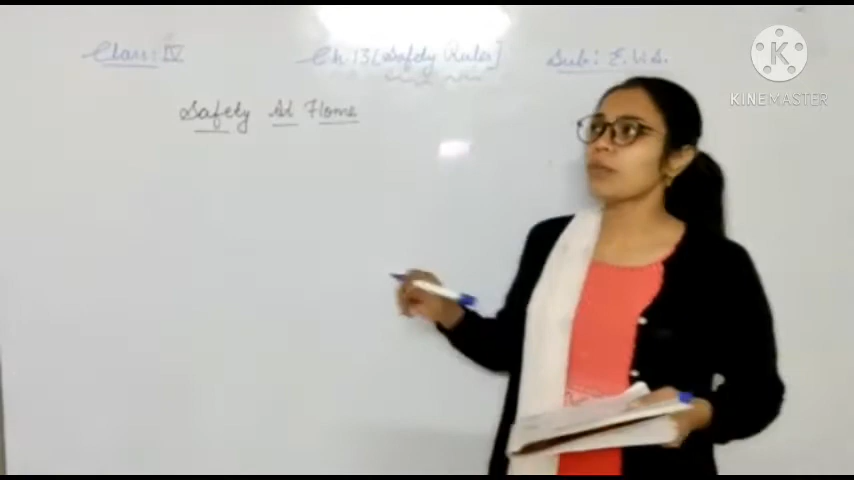 Class: IV Ch. 13 [Safety Rules] Sub: E.V.S.
Safety At Home
K
KINEMASTER